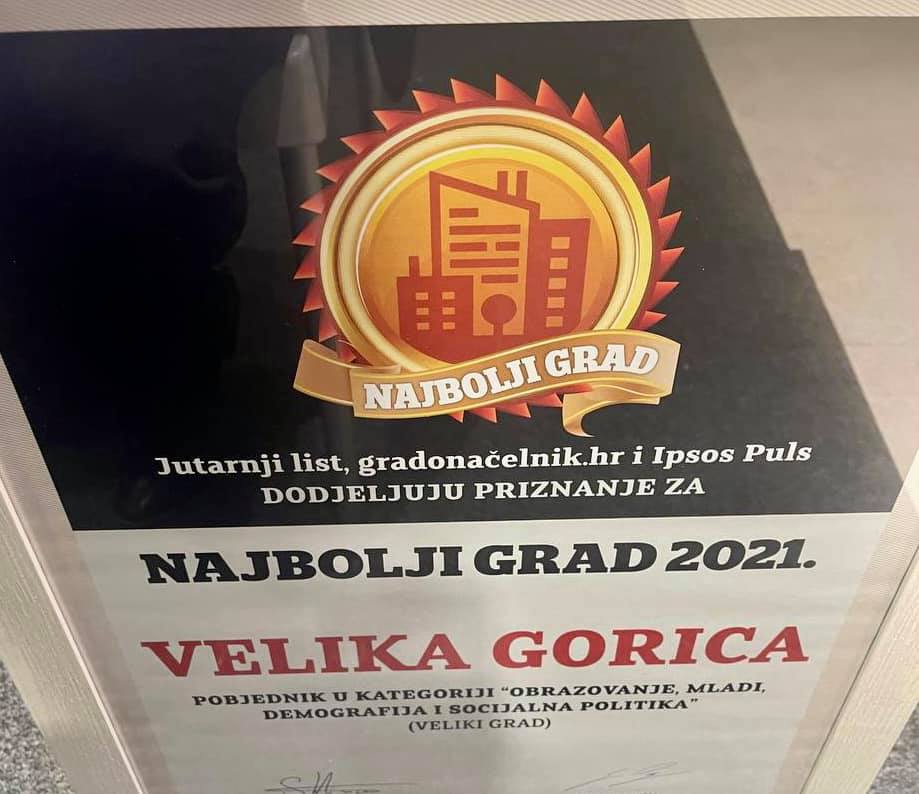 NAJBOLJI GRAD
Jutarnji list, gradonačelnik.hr i Ipsos Puls
DODJELJUJU PRIZNANJE ZA
NAJBOLJI GRAD 2021.
VELIKA GORICA
POBJEDNIK U KATEGORIJI “OBRAZOVANJE, MLADI,
DEMOGRAFIJA I SOCIJALNA POLITIKA”
(VELIKI GRAD)